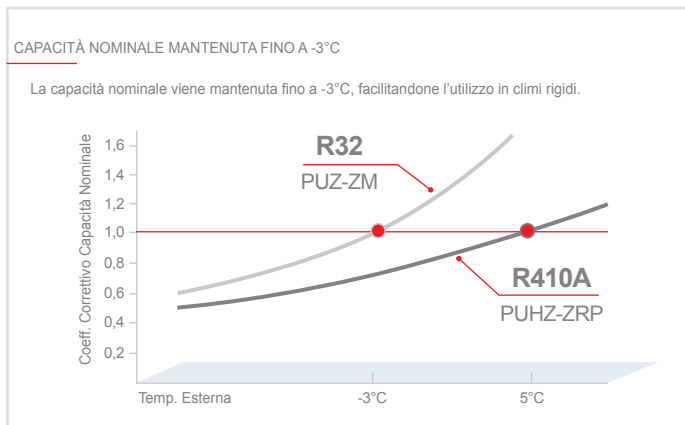 CAPACITÀ NOMINALE MANTENUTA FINO A -3°C
La capacità nominale viene mantenuta fino a -3°C, facilitandone l'utilizzo in climi rigidi.
Coeff. Correttivo Capacità Nominale
1,6
1,4
1,2
1,0
0,8
0,6
0,4
0,2
R32
PUZ-ZM
R410A
PUHZ-ZRP
Temp. Esterna
-3°C
5°C